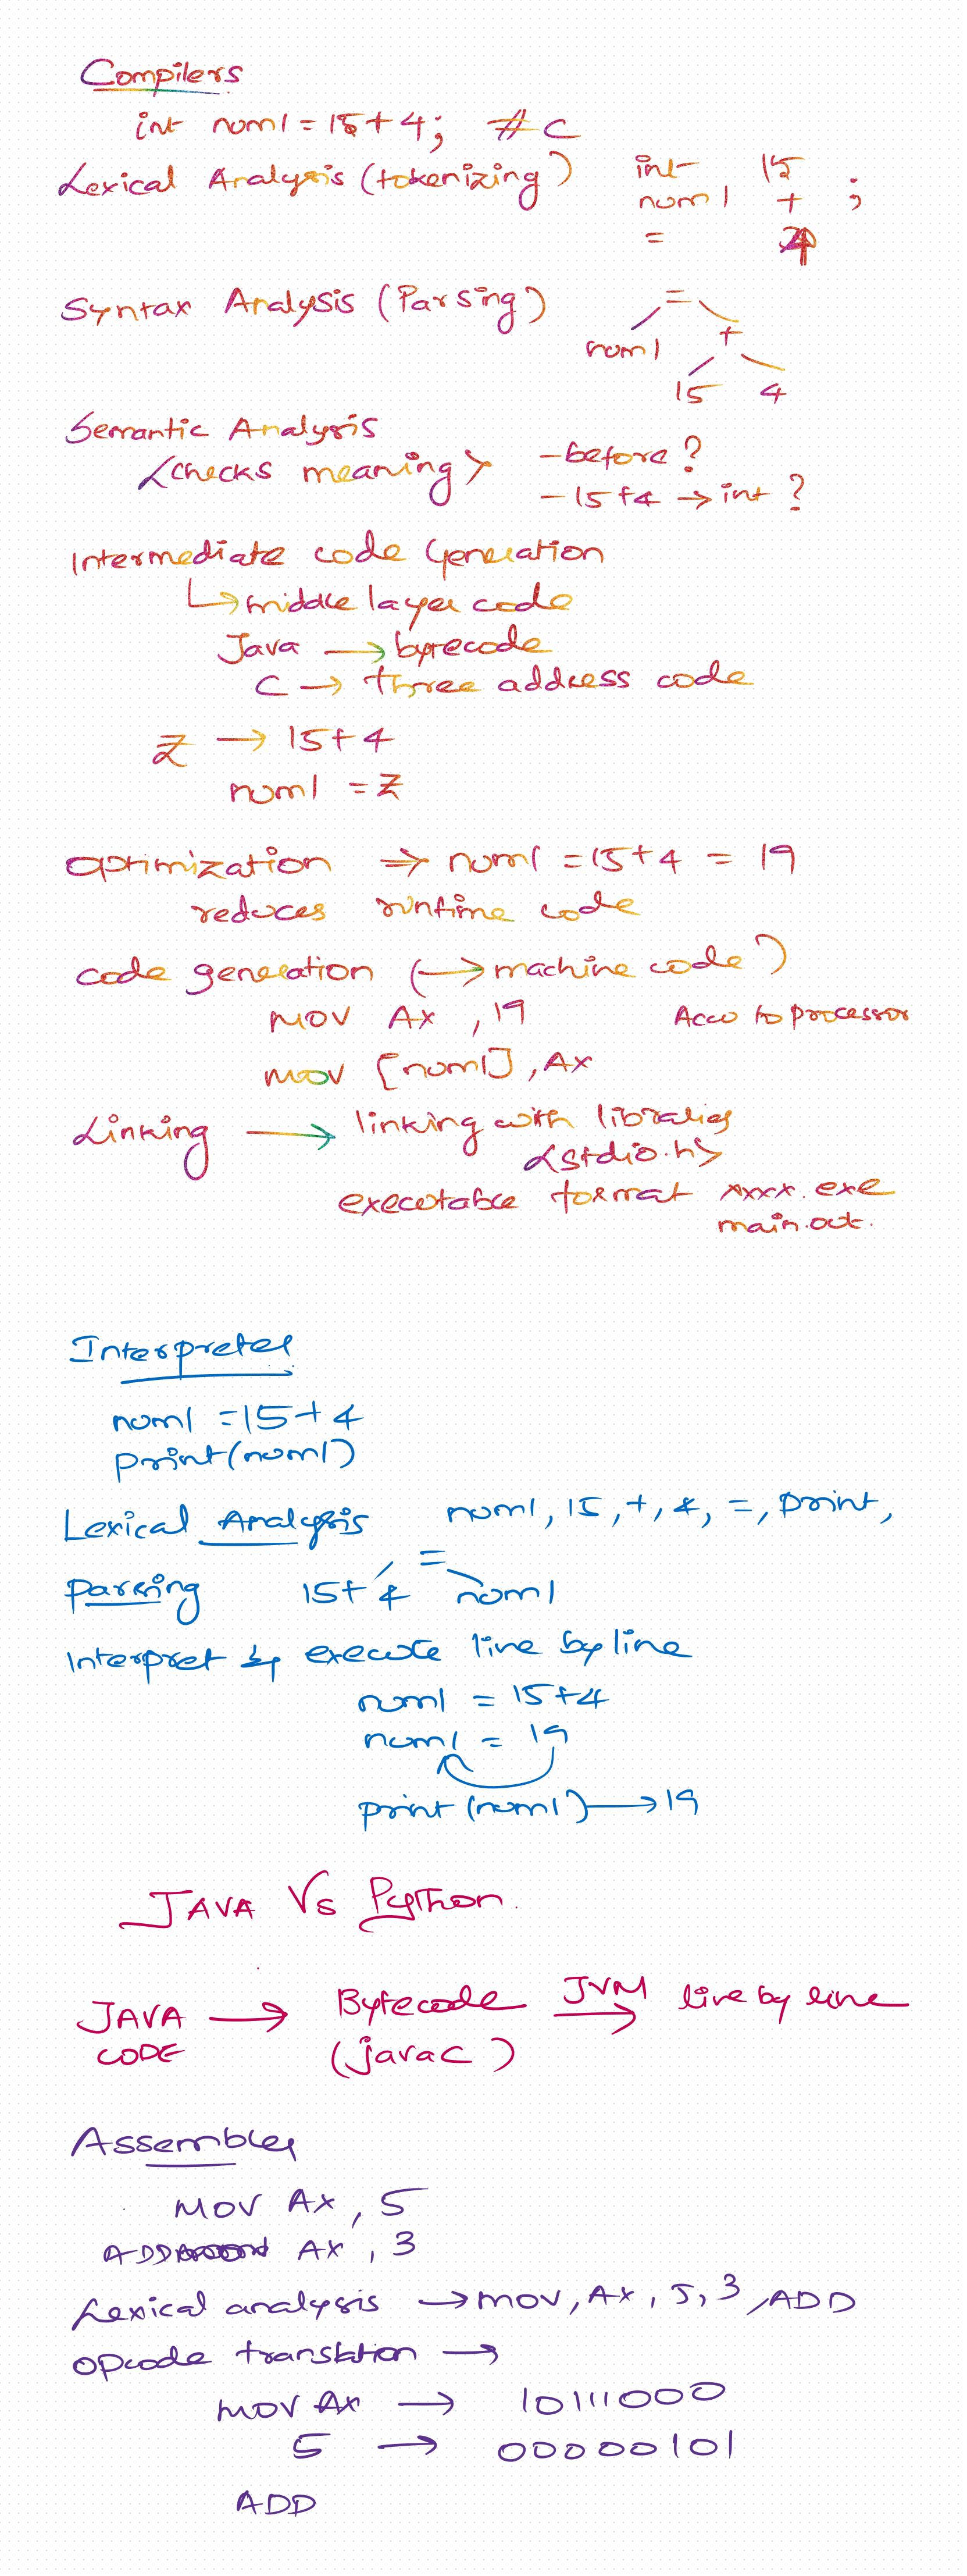 Compilers
int num1 = 15+4; #C
Lexical Analysis (tokenizing) int 15
num1 + ;
= 4
Syntax Analysis (Parsing) =
num1 +
15 4
Semantic Analysis
<checks meaning> - before?
- 15+4 → int?
Intermediate code Generation
↳ middle layer code
Java → bytecode
C → three address code
Z → 15+4
num1 = Z
Optimization ⇒ num1 = 15+4 = 19
reduces runtime code
code generation (→ machine code)
MOV AX, 19 Acco to processor
mov [num1], AX
Linking → linking with libraries
<stdio.h>
executable format xxxx.exe
main.out.
Interpreter
num1 = 15+4
print(num1)
Lexical Analysis num1, 15, +, 4, =, print,
=
Parsing 15+4 num1
Interpret & execute line by line
num1 = 15+4
num1 = 19
print(num1) → 19
JAVA Vs Python.
JAVA → Bytecode JVM → line by line
CODE (javac)
Assembler
MOV AX, 5
ADD AX, 3
Lexical analysis → mov, AX, 5, 3, ADD
opcode translation →
MOV AX → 10111000
5 → 00000101
ADD